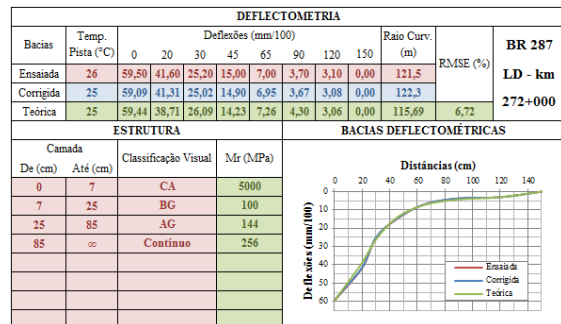 DEFLECTOMETRIA
Bacias Temp. Pista (°C) Deflexões (mm/100) Raio Curv. (m) RMSE (%) BR 287 LD - km 272+000
0 20 30 45 65 90 120 150
Ensaiada 26 59,50 41,60 25,20 15,00 7,00 3,70 3,10 0,00 121,5
Corrigida 25 59,09 41,31 25,02 14,90 6,95 3,67 3,08 0,00 122,3
Teórica 25 59,44 38,71 26,09 14,23 7,26 4,30 3,06 0,00 115,69 6,72
ESTRUTURA
Camada Classificação Visual Mr (MPa)
De (cm) Até (cm)
0 7 CA 5000
7 25 BG 100
25 85 AG 144
85 ∞ Contínuo 256
BACIAS DEFLECTOMÉTRICAS
Distáncias (cm)
0 20 40 60 80 100 120 140
Deflexões (mm/100)
0
10
20
30
40
50
60
Ensaiada
Corrigida
Teórica